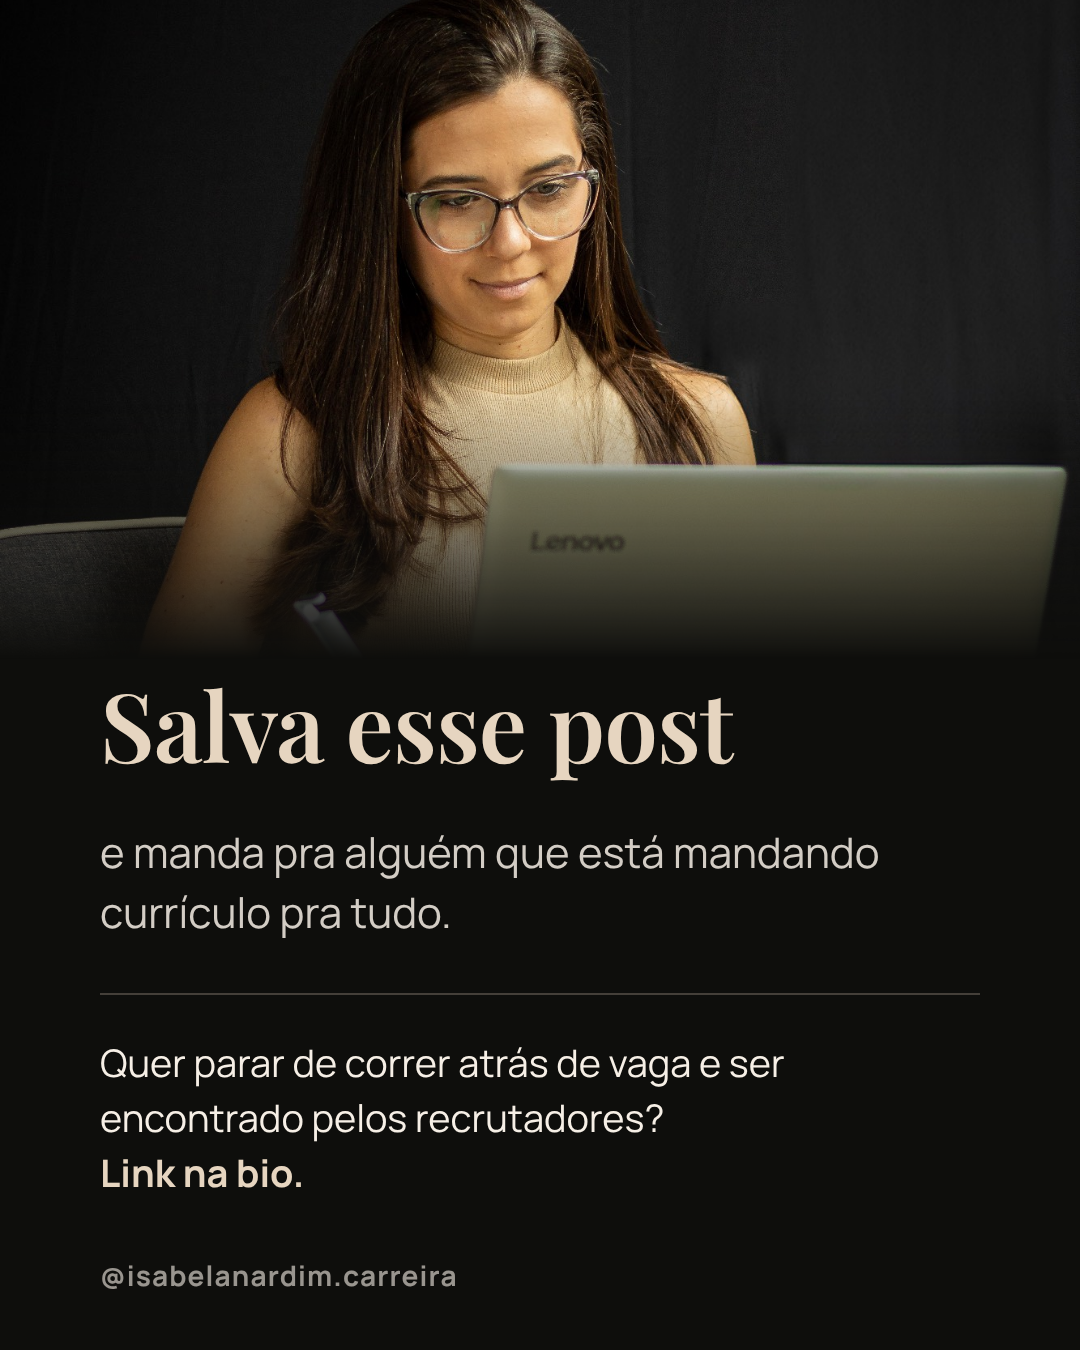 Lenovo
Salva esse post
e manda pra alguém que está mandando
currículo pra tudo.
Quer parar de correr atrás de vaga e ser
encontrado pelos recrutadores?
Link na bio.
@isabelanardim.carreira